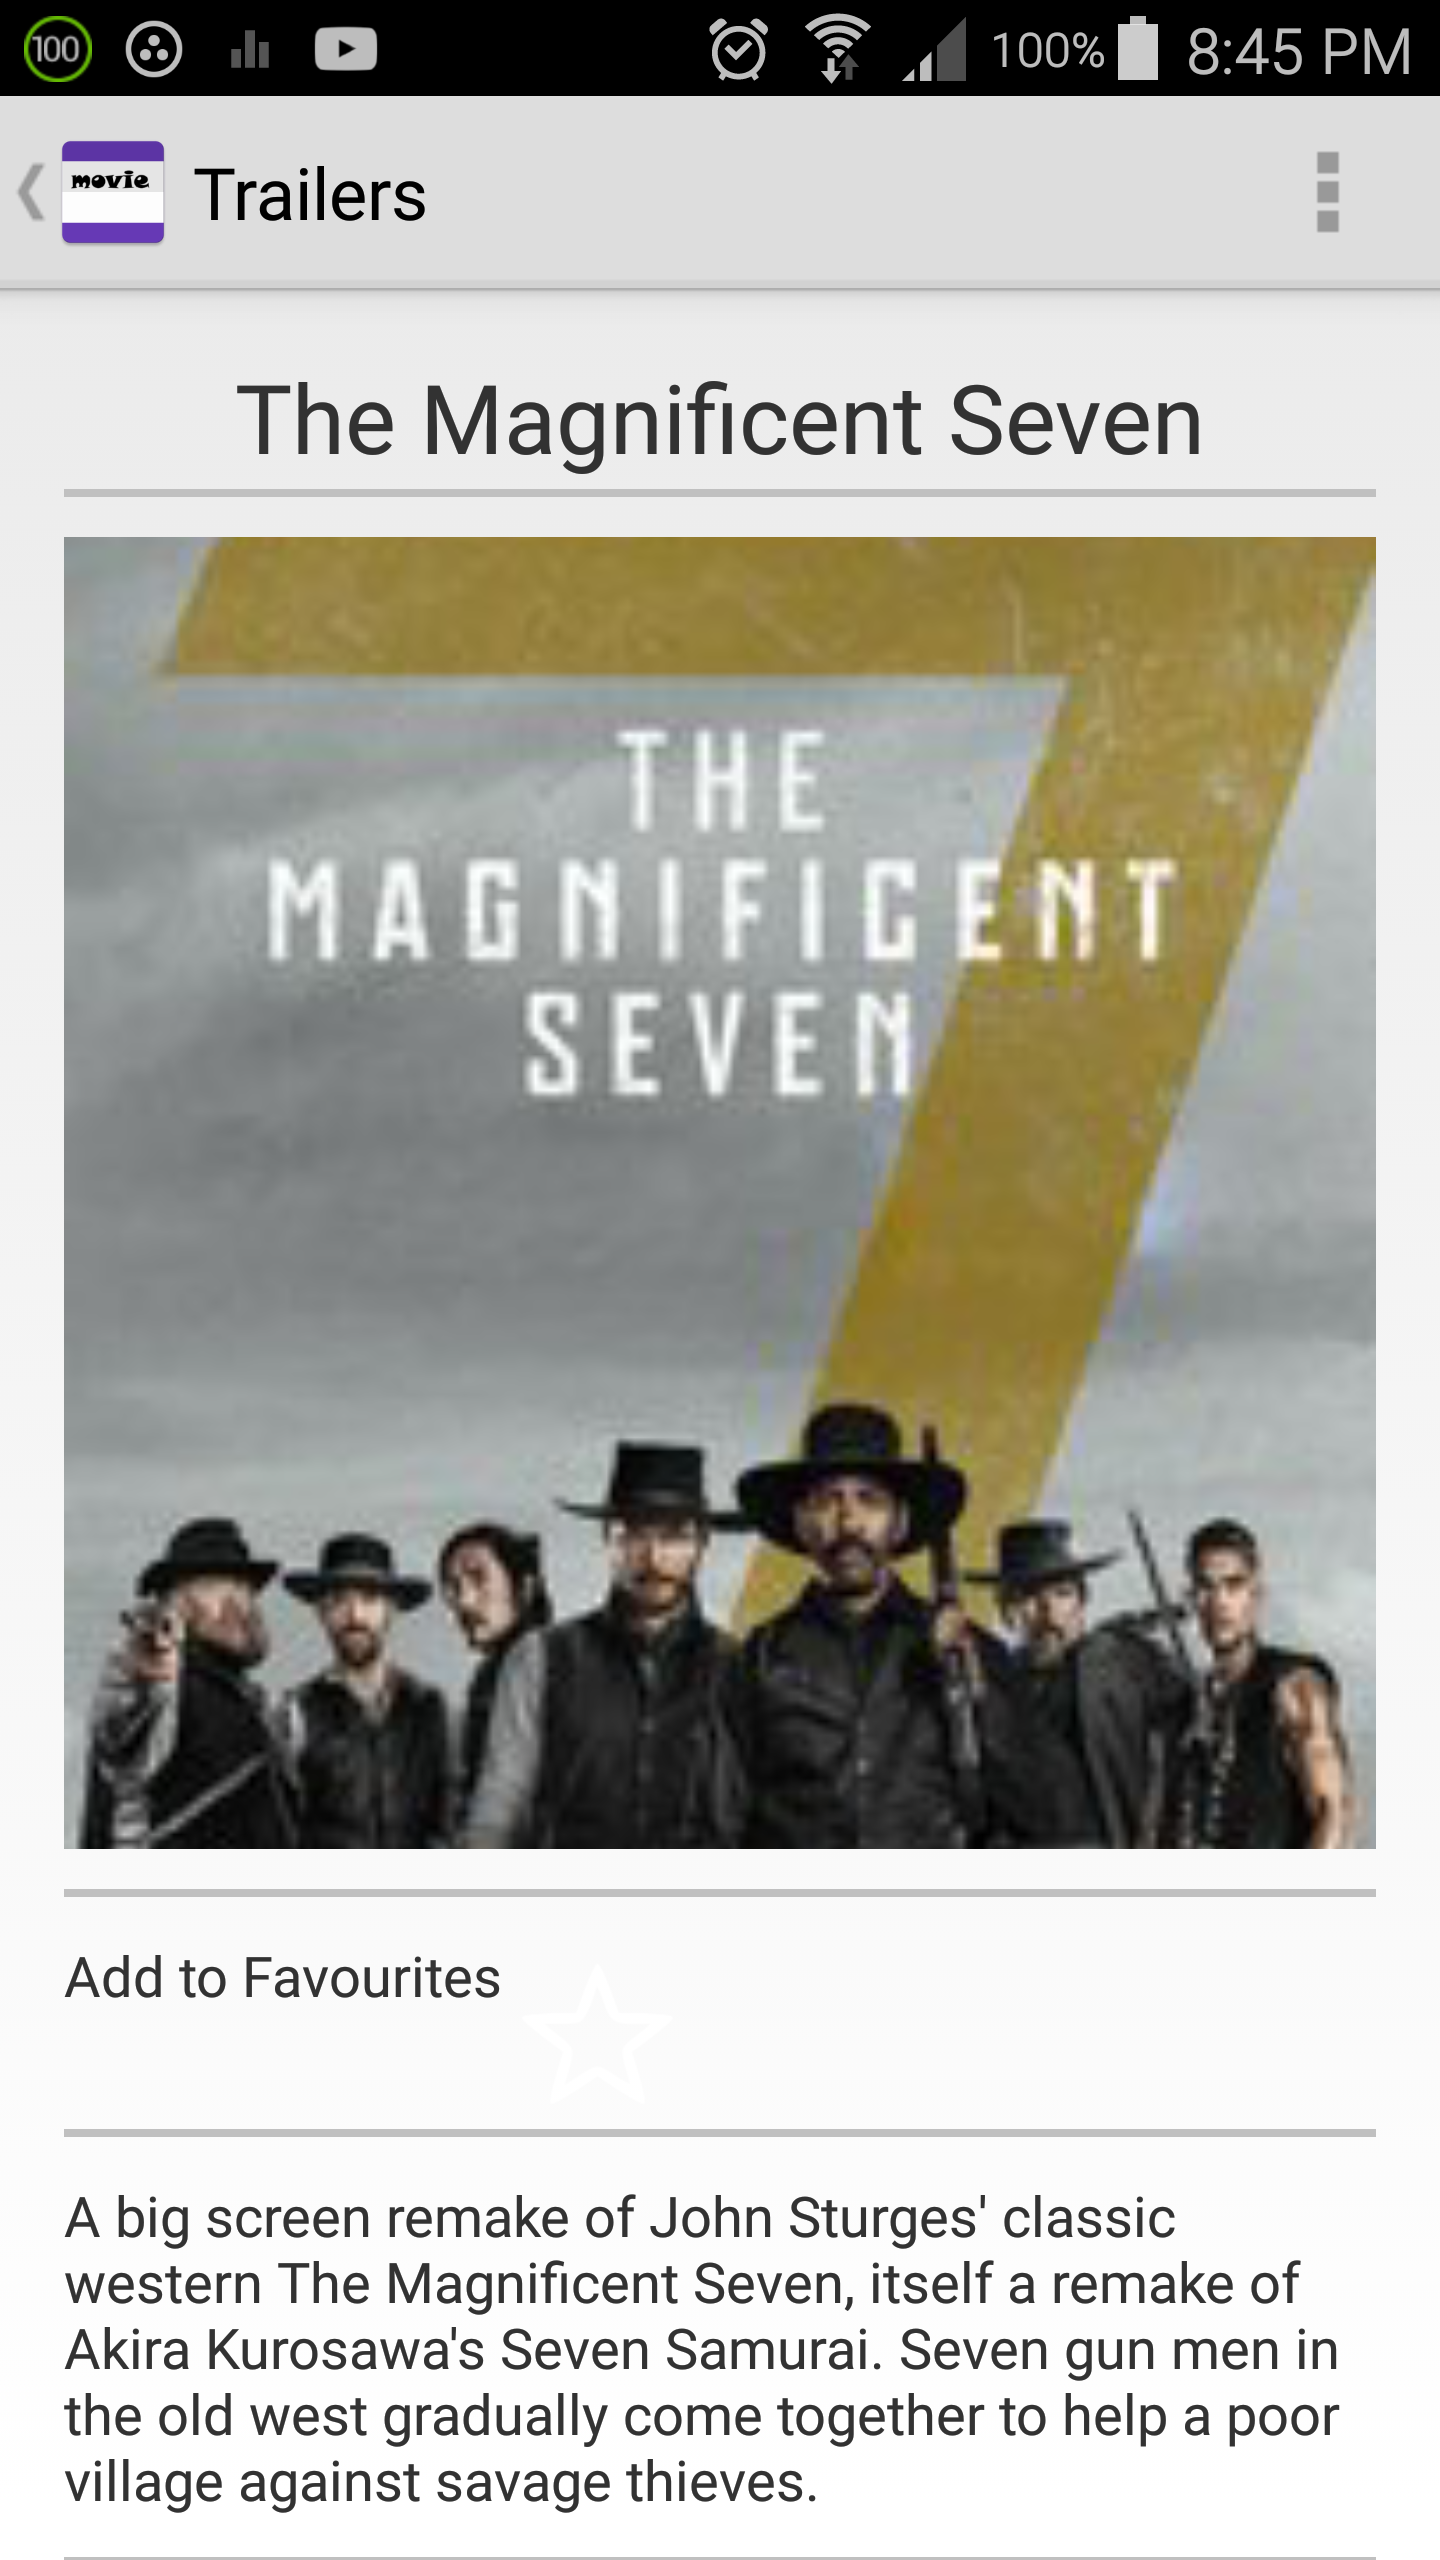 100 100% 8:45 PM
movie Trailers
The Magnificent Seven
THE
MAGNIFICENT
SEVEN
Add to Favourites
A big screen remake of John Sturges' classic
western The Magnificent Seven, itself a remake of
Akira Kurosawa's Seven Samurai. Seven gun men in
the old west gradually come together to help a poor
village against savage thieves.